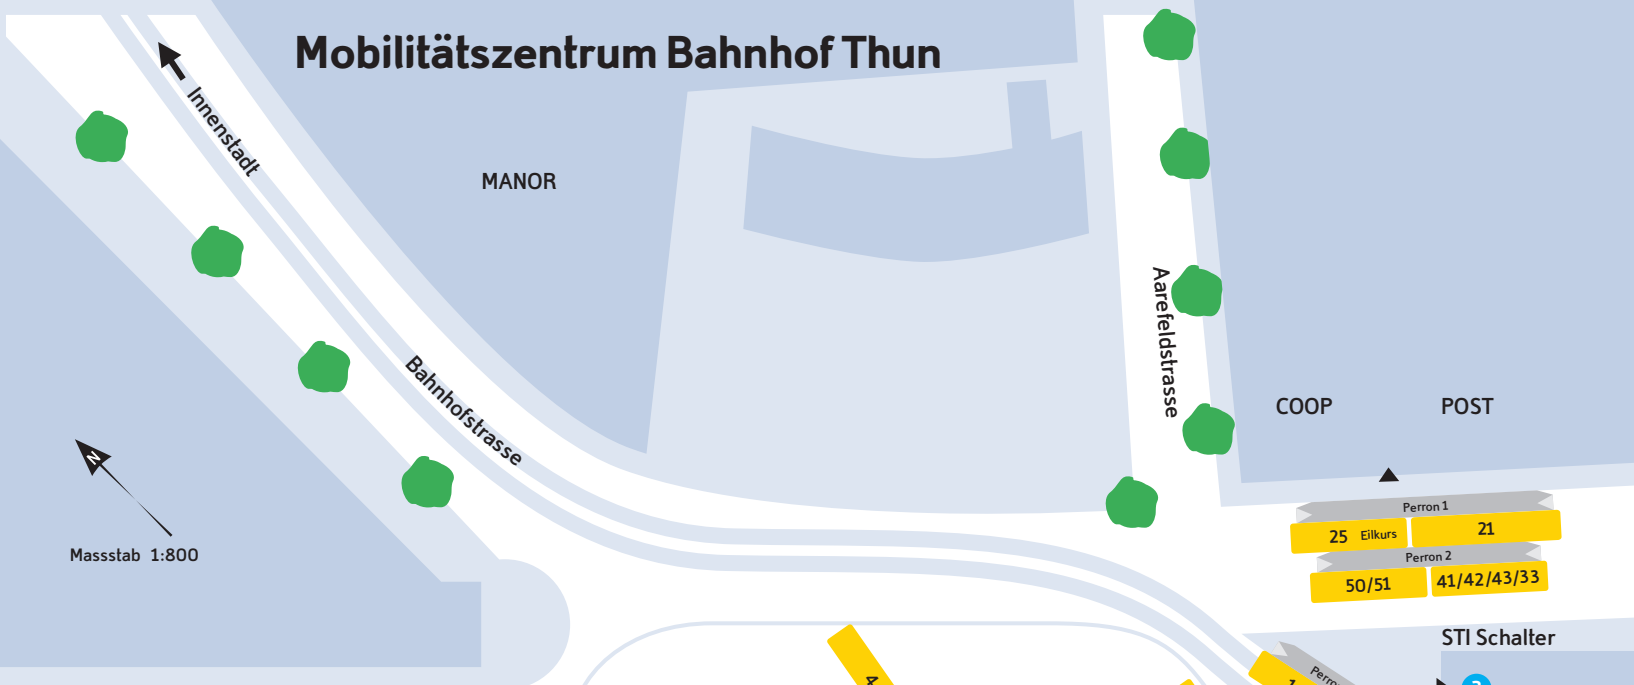 Mobilitätszentrum Bahnhof Thun
Innenstadt
MANOR
Aarefeldstrasse
Bahnhofstrasse
COOP
POST
N
Massstab 1:800
Perron 1
25 Eilkurs
21
Perron 2
50/51
41/42/43/33
STI Schalter